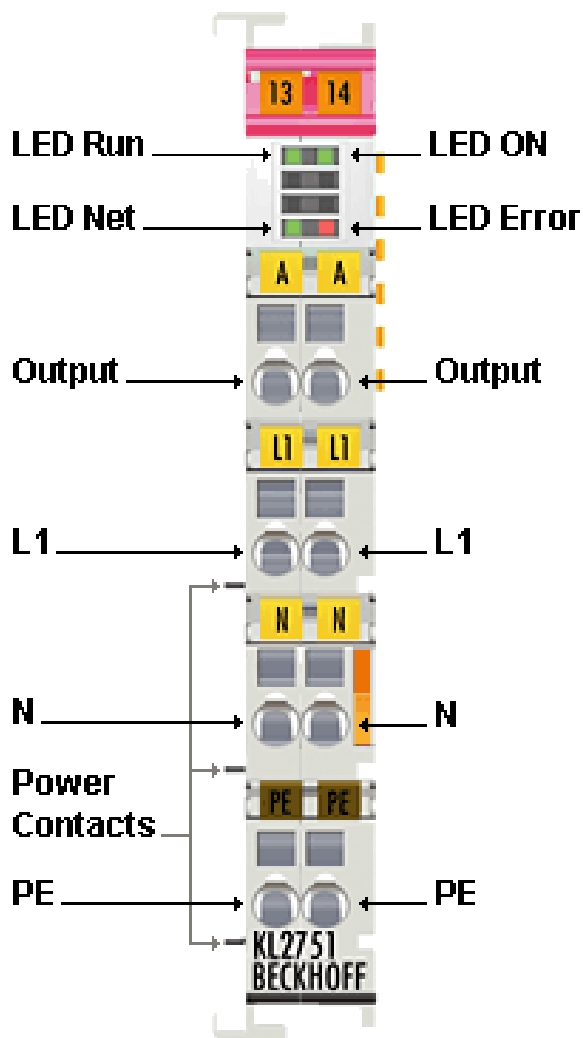 13 14
LED Run LED ON
LED Net LED Error
A A
Output Output
L1 L1
L1 L1
N N
N N
Power
Contacts
PE PE
PE PE
KL2751
BECKHOFF